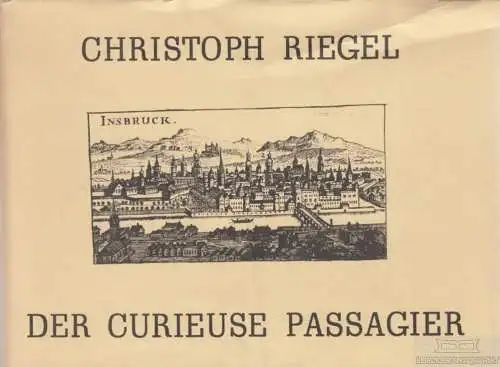 CHRISTOPH RIEGEL
INSBRUCK.
DER CURIEUSE PASSAGIER